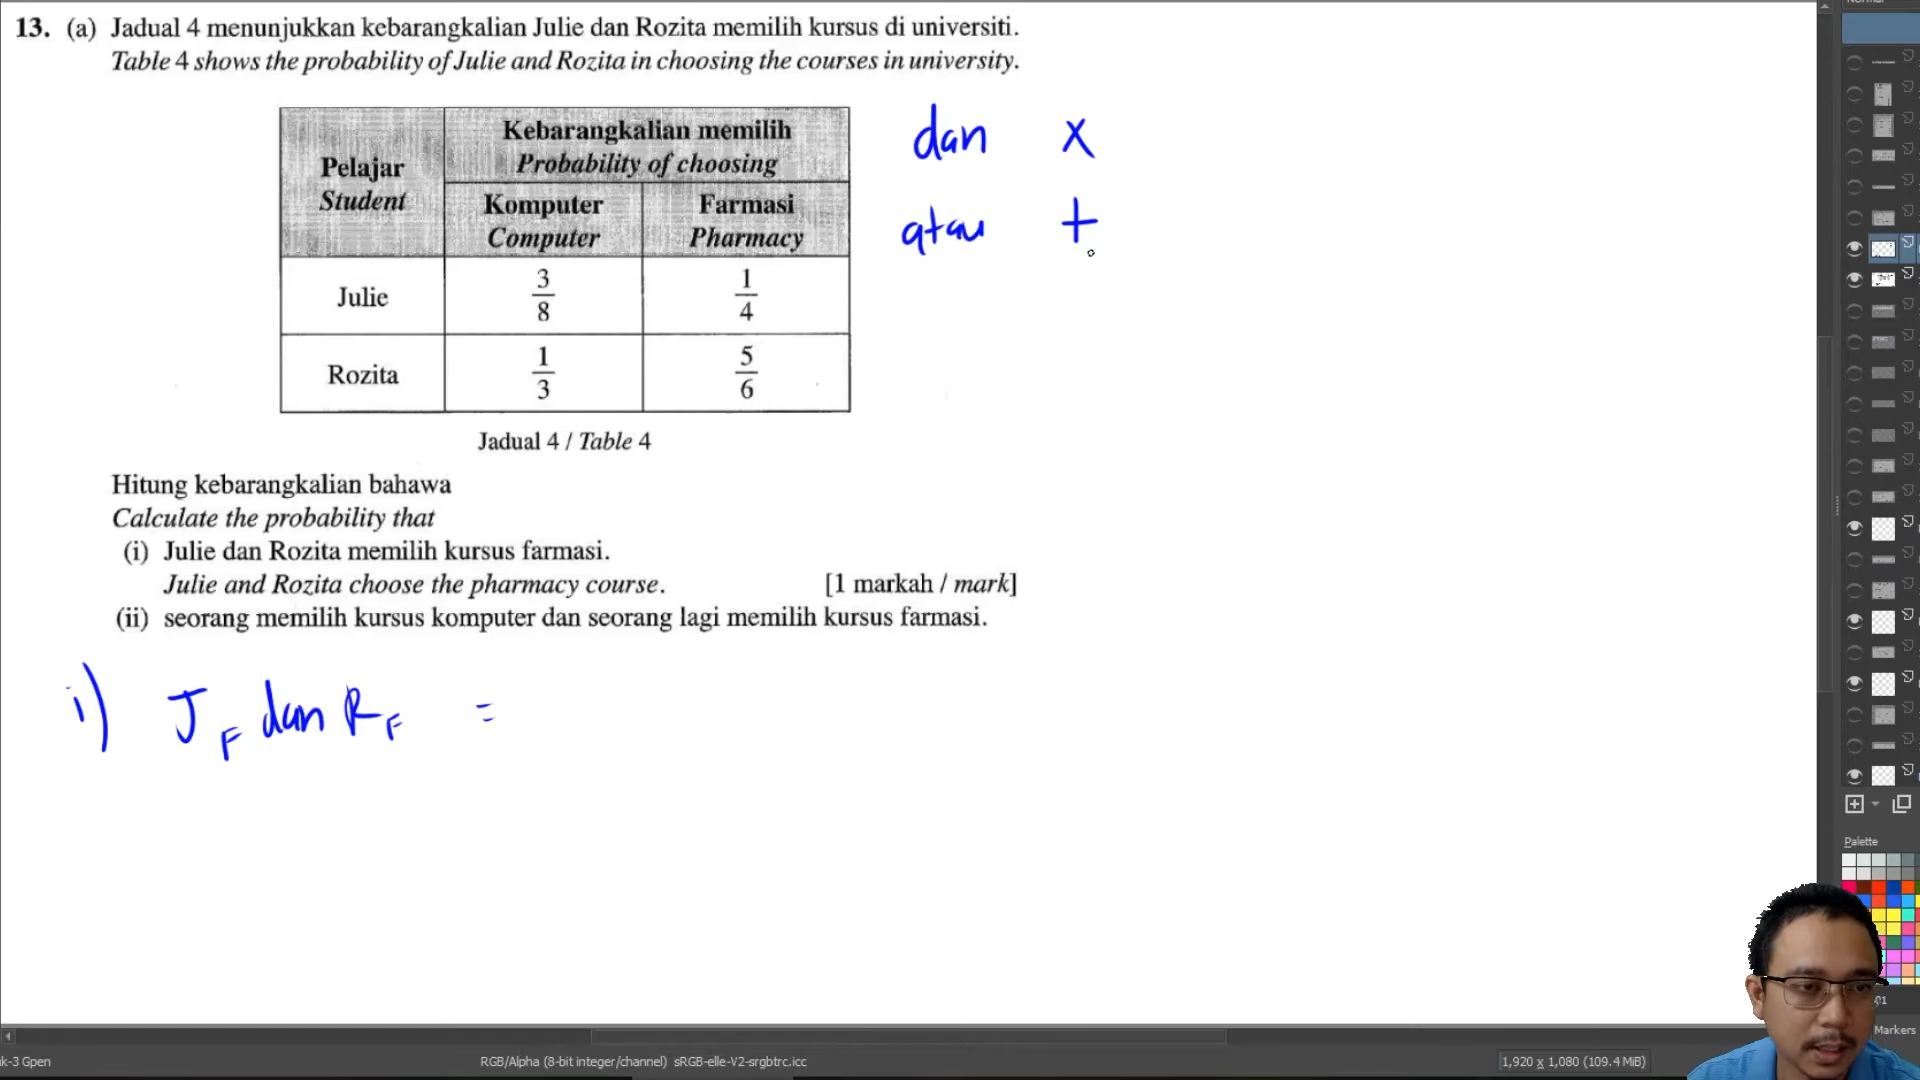 13. (a) Jadual 4 menunjukkan kebarangkalian Julie dan Rozita memilih kursus di universiti.
Table 4 shows the probability of Julie and Rozita in choosing the courses in university.
Pelajar
Student
Kebarangkalian memilih
Probability of choosing
Komputer
Computer
Farmasi
Pharmacy
Julie 3/8 1/4
Rozita 1/3 5/6
Jadual 4 / Table 4
dan x
atau +
Hitung kebarangkalian bahawa
Calculate the probability that
(i) Julie dan Rozita memilih kursus farmasi.
Julie and Rozita choose the pharmacy course. [1 markah / mark]
(ii) seorang memilih kursus komputer dan seorang lagi memilih kursus farmasi.
i) J_F dan R_F =
Palette
Markers
k-3 Gpen
RGB/Alpha (8-bit integer/channel) sRGB-elle-V2-srgbtrc.icc
1,920 x 1,080 (109.4 MiB)